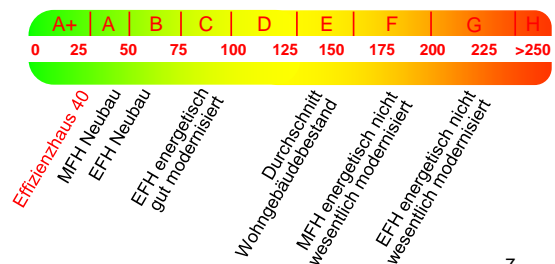 A+ A B C D E F G H
0 25 50 75 100 125 150 175 200 225 >250
Effizienzhaus 40
MFH Neubau
EFH Neubau
EFH energetisch
gut modernisiert
Durchschnitt
Wohngebäudebestand
MFH energetisch nicht
wesentlich modernisiert
EFH energetisch nicht
wesentlich modernisiert